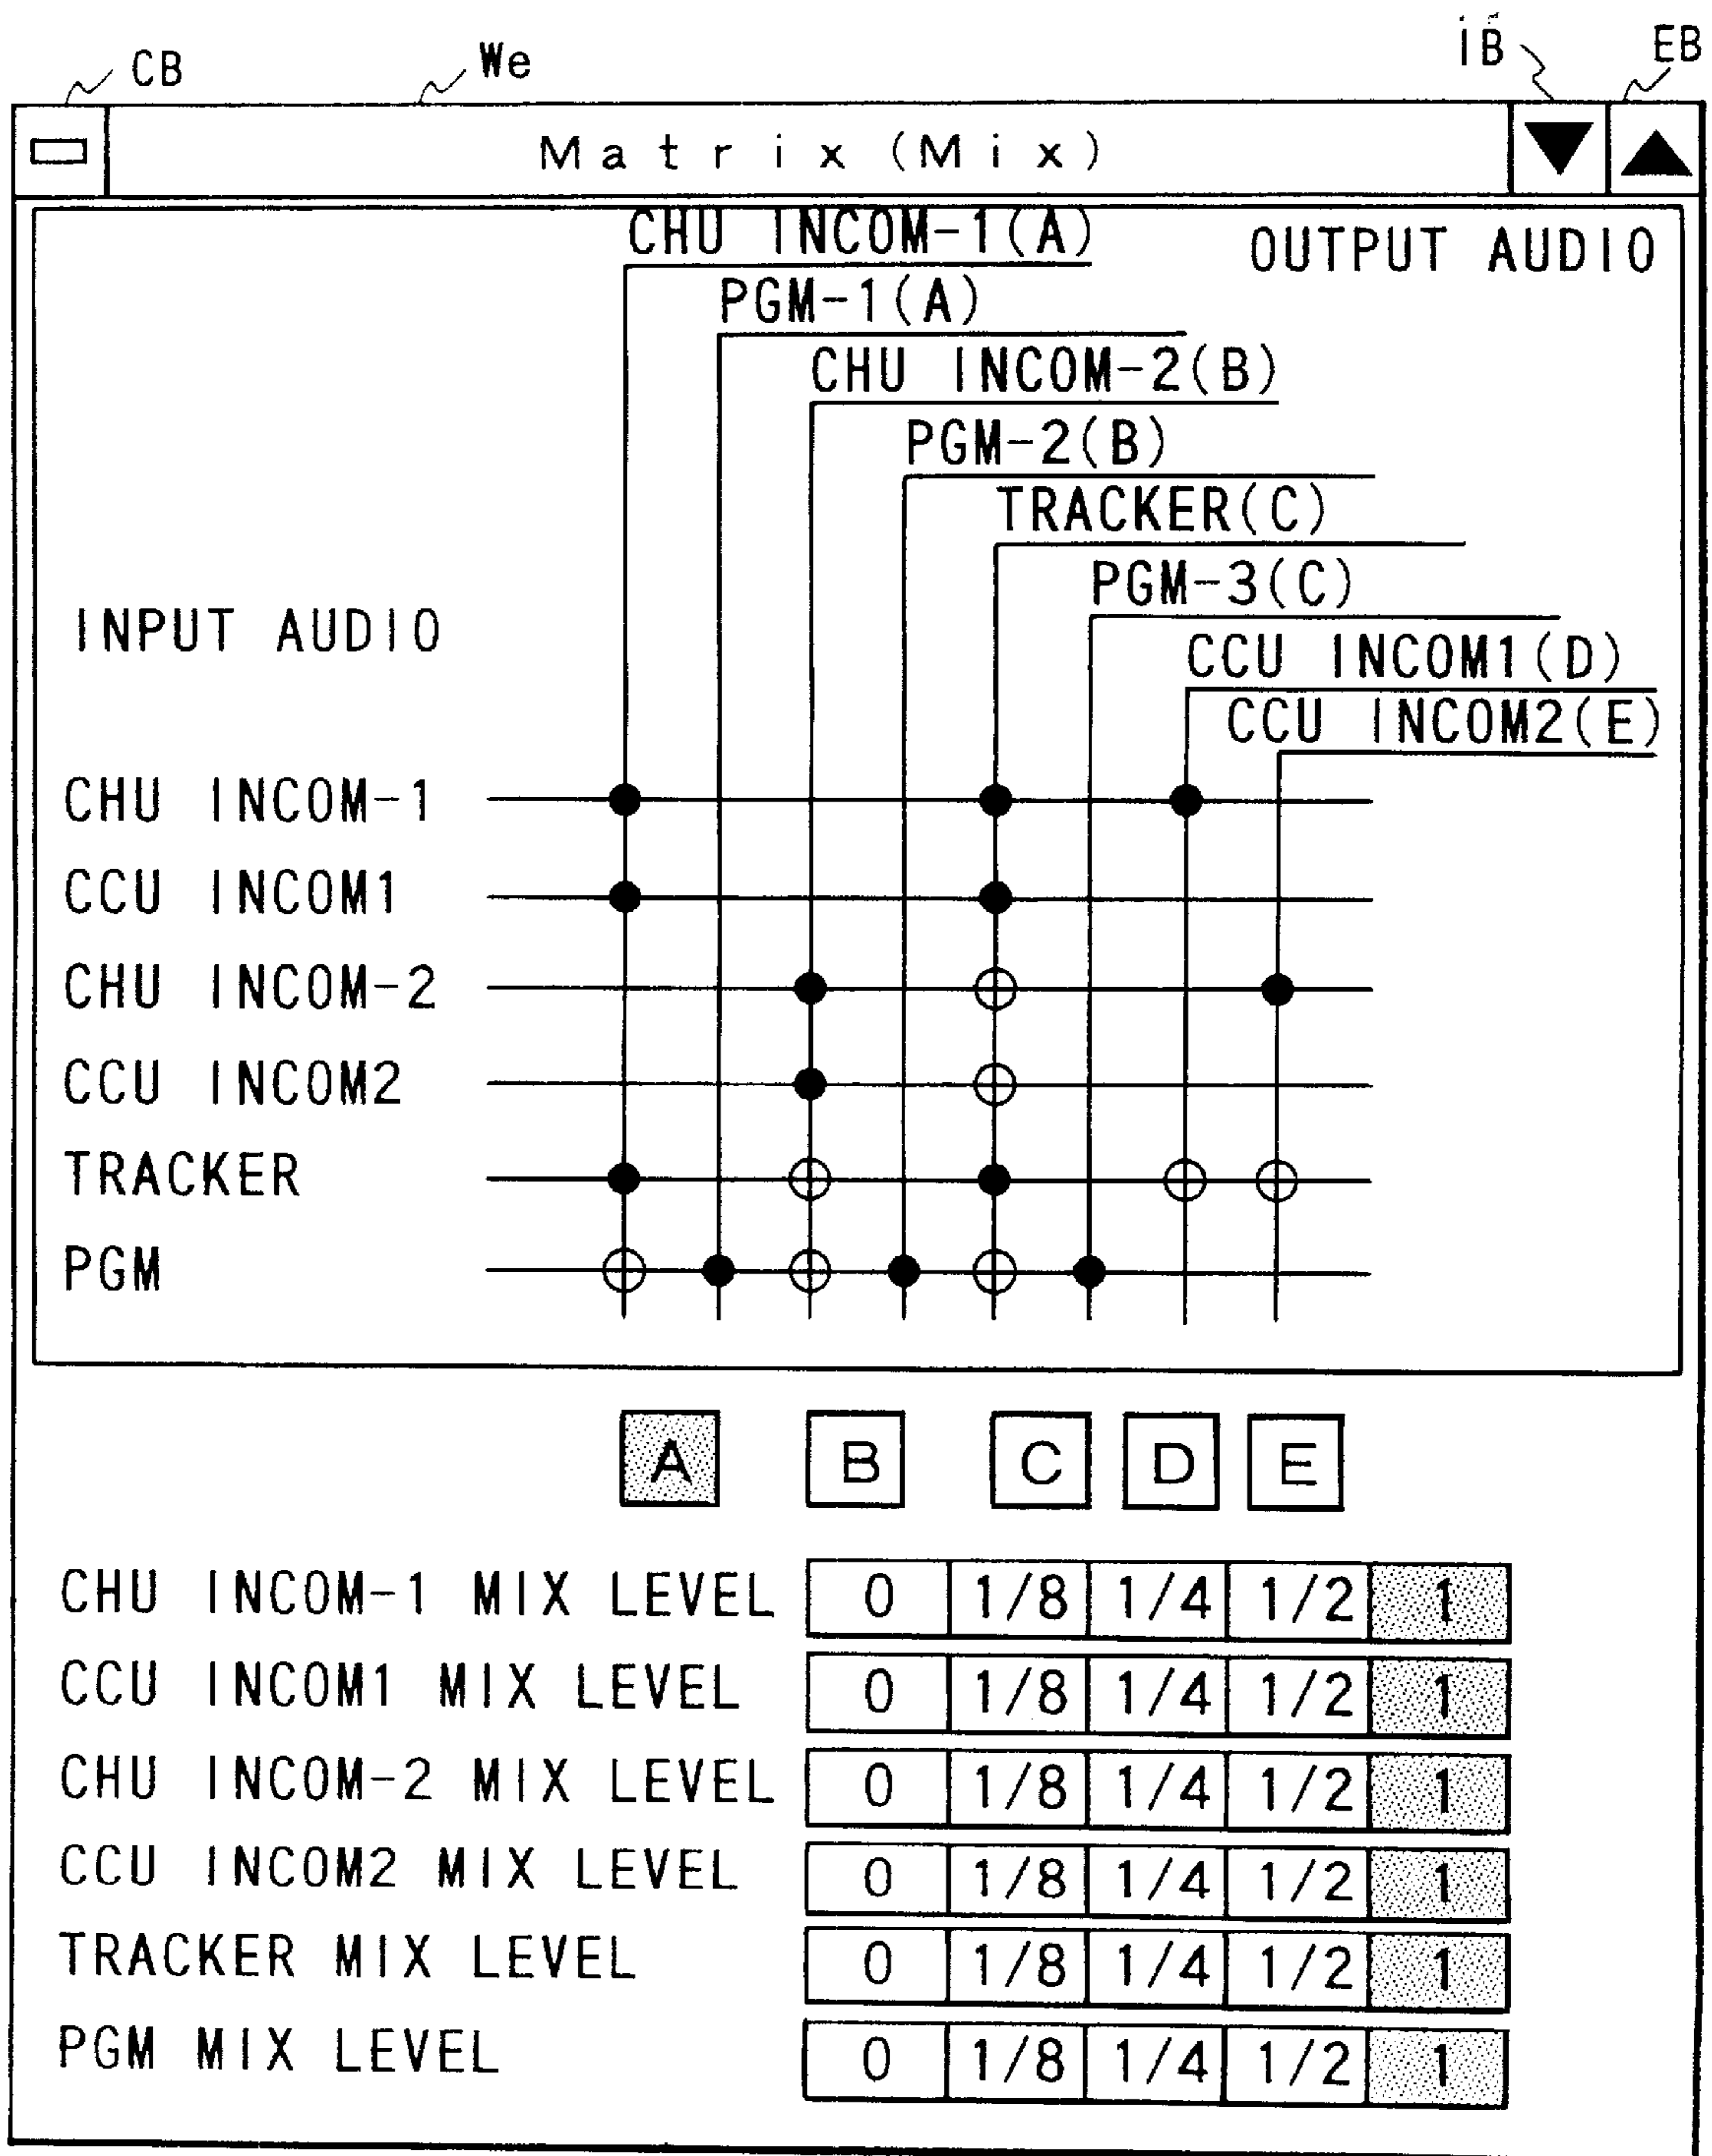 CB We iB EB
Matrix (Mix)
CHU INCOM-1(A)
OUTPUT AUDIO
PGM-1(A)
CHU INCOM-2(B)
PGM-2(B)
TRACKER(C)
PGM-3(C)
INPUT AUDIO
CCU INCOM1(D)
CCU INCOM2(E)
CHU INCOM-1
CCU INCOM1
CHU INCOM-2
CCU INCOM2
TRACKER
PGM
A B C D E
CHU INCOM-1 MIX LEVEL 0 1/8 1/4 1/2 1
CCU INCOM1 MIX LEVEL 0 1/8 1/4 1/2 1
CHU INCOM-2 MIX LEVEL 0 1/8 1/4 1/2 1
CCU INCOM2 MIX LEVEL 0 1/8 1/4 1/2 1
TRACKER MIX LEVEL 0 1/8 1/4 1/2 1
PGM MIX LEVEL 0 1/8 1/4 1/2 1